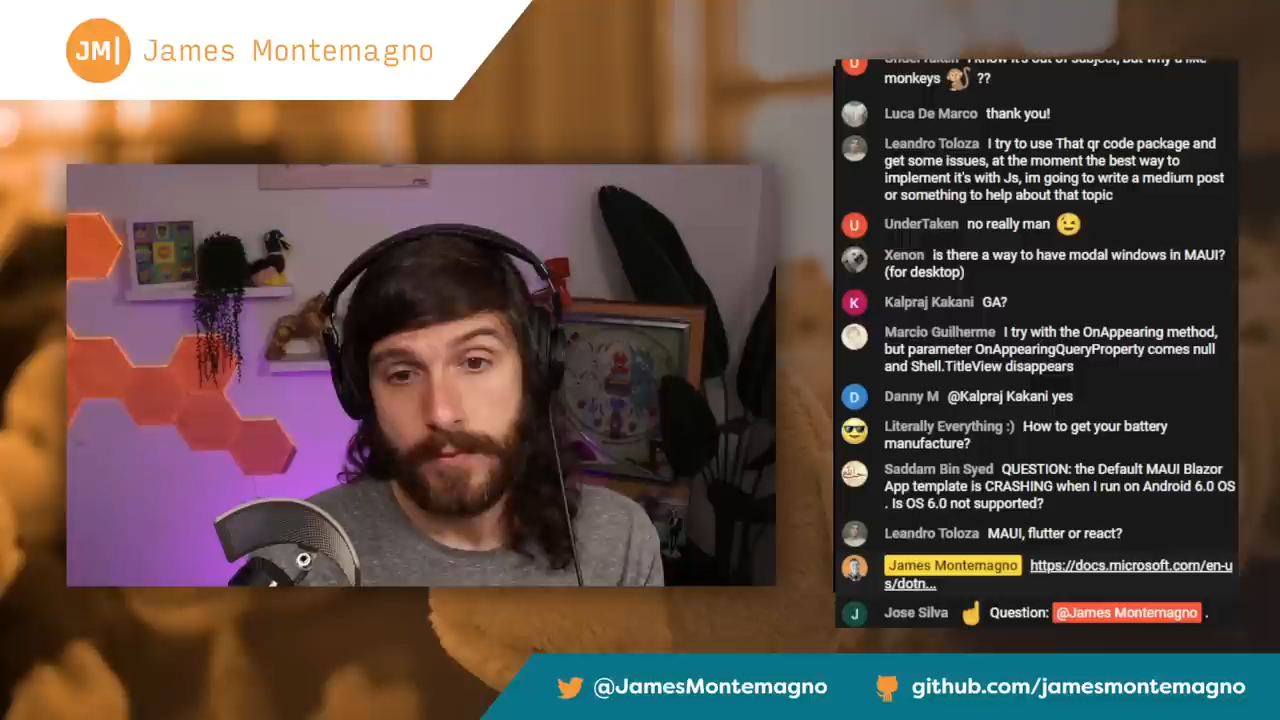 JM| James Montemagno
UnderTaken I know it's out of subject, but why u like
monkeys 🐒 ??
Luca De Marco thank you!
Leandro Toloza I try to use That qr code package and
get some issues, at the moment the best way to
implement it's with Js, im going to write a medium post
or something to help about that topic
U UnderTaken no really man 😉
Xenon is there a way to have modal windows in MAUI?
(for desktop)
K Kalpraj Kakani GA?
Marcio Guilherme I try with the OnAppearing method,
but parameter OnAppearingQueryProperty comes null
and Shell.TitleView disappears
D Danny M @Kalpraj Kakani yes
Literally Everything :) How to get your battery
manufacture?
Saddam Bin Syed QUESTION: the Default MAUI Blazor
App template is CRASHING when I run on Android 6.0 OS
. Is OS 6.0 not supported?
Leandro Toloza MAUI, flutter or react?
James Montemagno https://docs.microsoft.com/en-u
s/dotn...
J Jose Silva ☝ Question: @James Montemagno .
@JamesMontemagno
github.com/jamesmontemagno